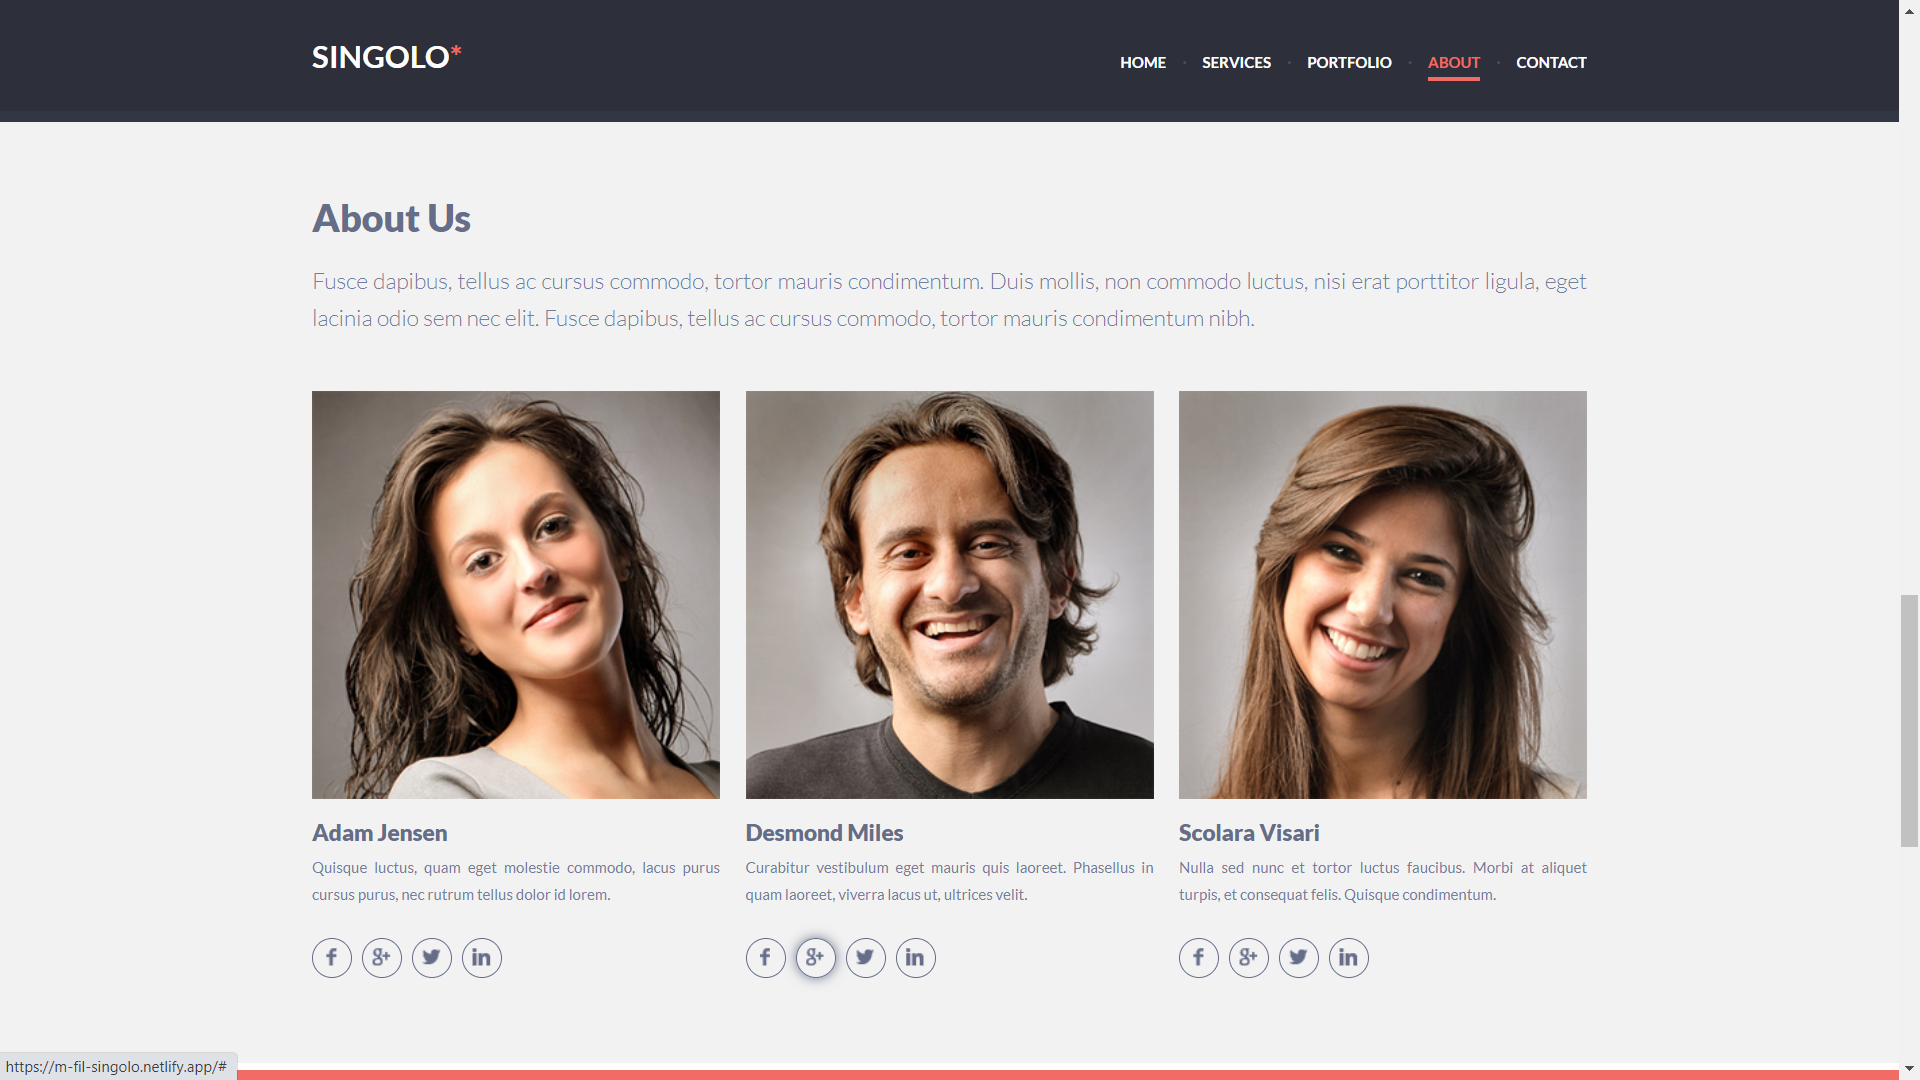 SINGOLO*
HOME · SERVICES · PORTFOLIO · ABOUT · CONTACT
About Us
Fusce dapibus, tellus ac cursus commodo, tortor mauris condimentum. Duis mollis, non commodo luctus, nisi erat porttitor ligula, eget
lacinia odio sem nec elit. Fusce dapibus, tellus ac cursus commodo, tortor mauris condimentum nibh.
Adam Jensen
Quisque luctus, quam eget molestie commodo, lacus purus
cursus purus, nec rutrum tellus dolor id lorem.
f g+ in
Desmond Miles
Curabitur vestibulum eget mauris quis laoreet. Phasellus in
quam laoreet, viverra lacus ut, ultrices velit.
f g+ in
Scolara Visari
Nulla sed nunc et tortor luctus faucibus. Morbi at aliquet
turpis, et consequat felis. Quisque condimentum.
f g+ in
https://m-fil-singolo.netlify.app/#